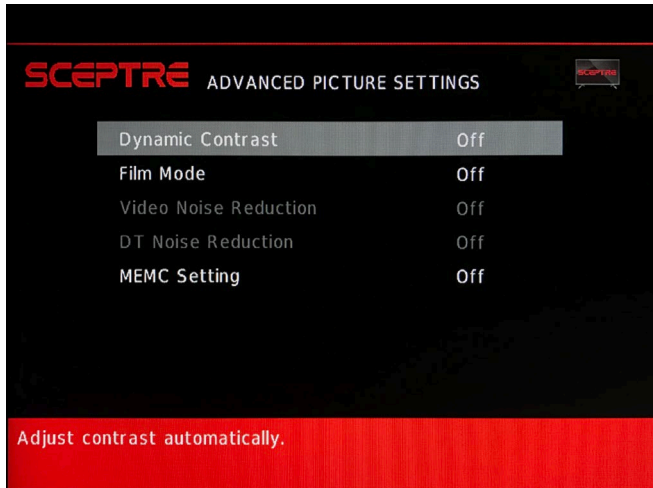 SCEPTRE ADVANCED PICTURE SETTINGS SCEPTRE
Dynamic Contrast Off
Film Mode Off
Video Noise Reduction Off
DT Noise Reduction Off
MEMC Setting Off
Adjust contrast automatically.